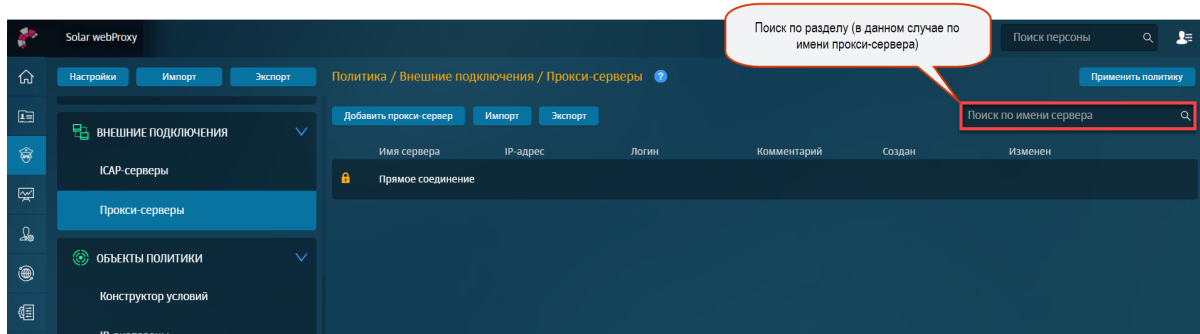 Поиск по разделу (в данном случае по
имени прокси-сервера)
Solar webProxy
Поиск персоны
Настройки Импорт Экспорт
Политика / Внешние подключения / Прокси-серверы ?
Применить политику
Добавить прокси-сервер Импорт Экспорт
Поиск по имени сервера
ВНЕШНИЕ ПОДКЛЮЧЕНИЯ
Имя сервера IP-адрес Логин Комментарий Создан Изменен
ICAP-серверы
Прямое соединение
Прокси-серверы
ОБЪЕКТЫ ПОЛИТИКИ
Конструктор условий